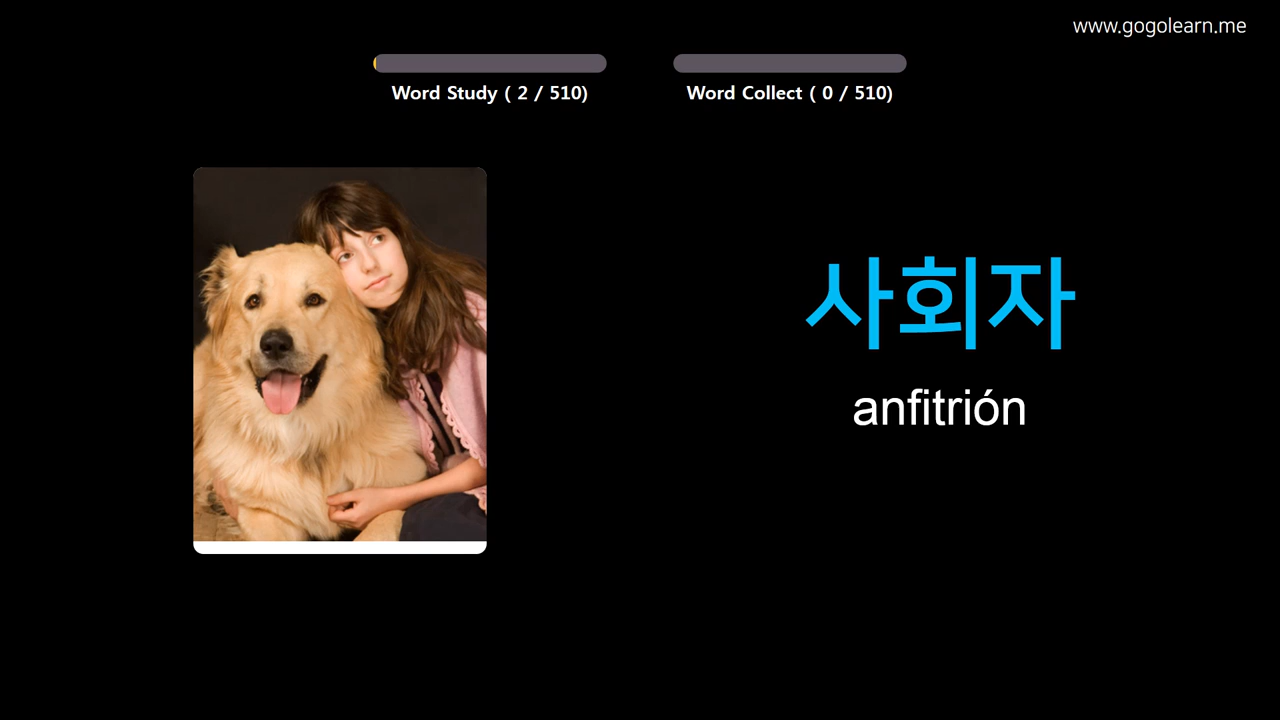 www.gogolearn.me
Word Study ( 2 / 510)
Word Collect ( 0 / 510)
사회자
anfitrión